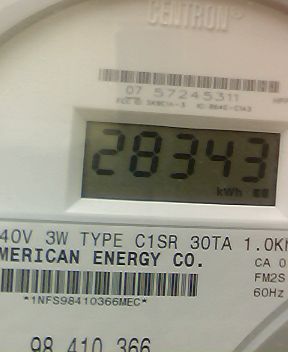 CENTRON®
07 57245311
28343
kWh
40V 3W TYPE C1SR 30TA 1.0K
MERICAN ENERGY CO.
CA 0
FM2S
60Hz
*1NFS98410366MEC*
98 410 366